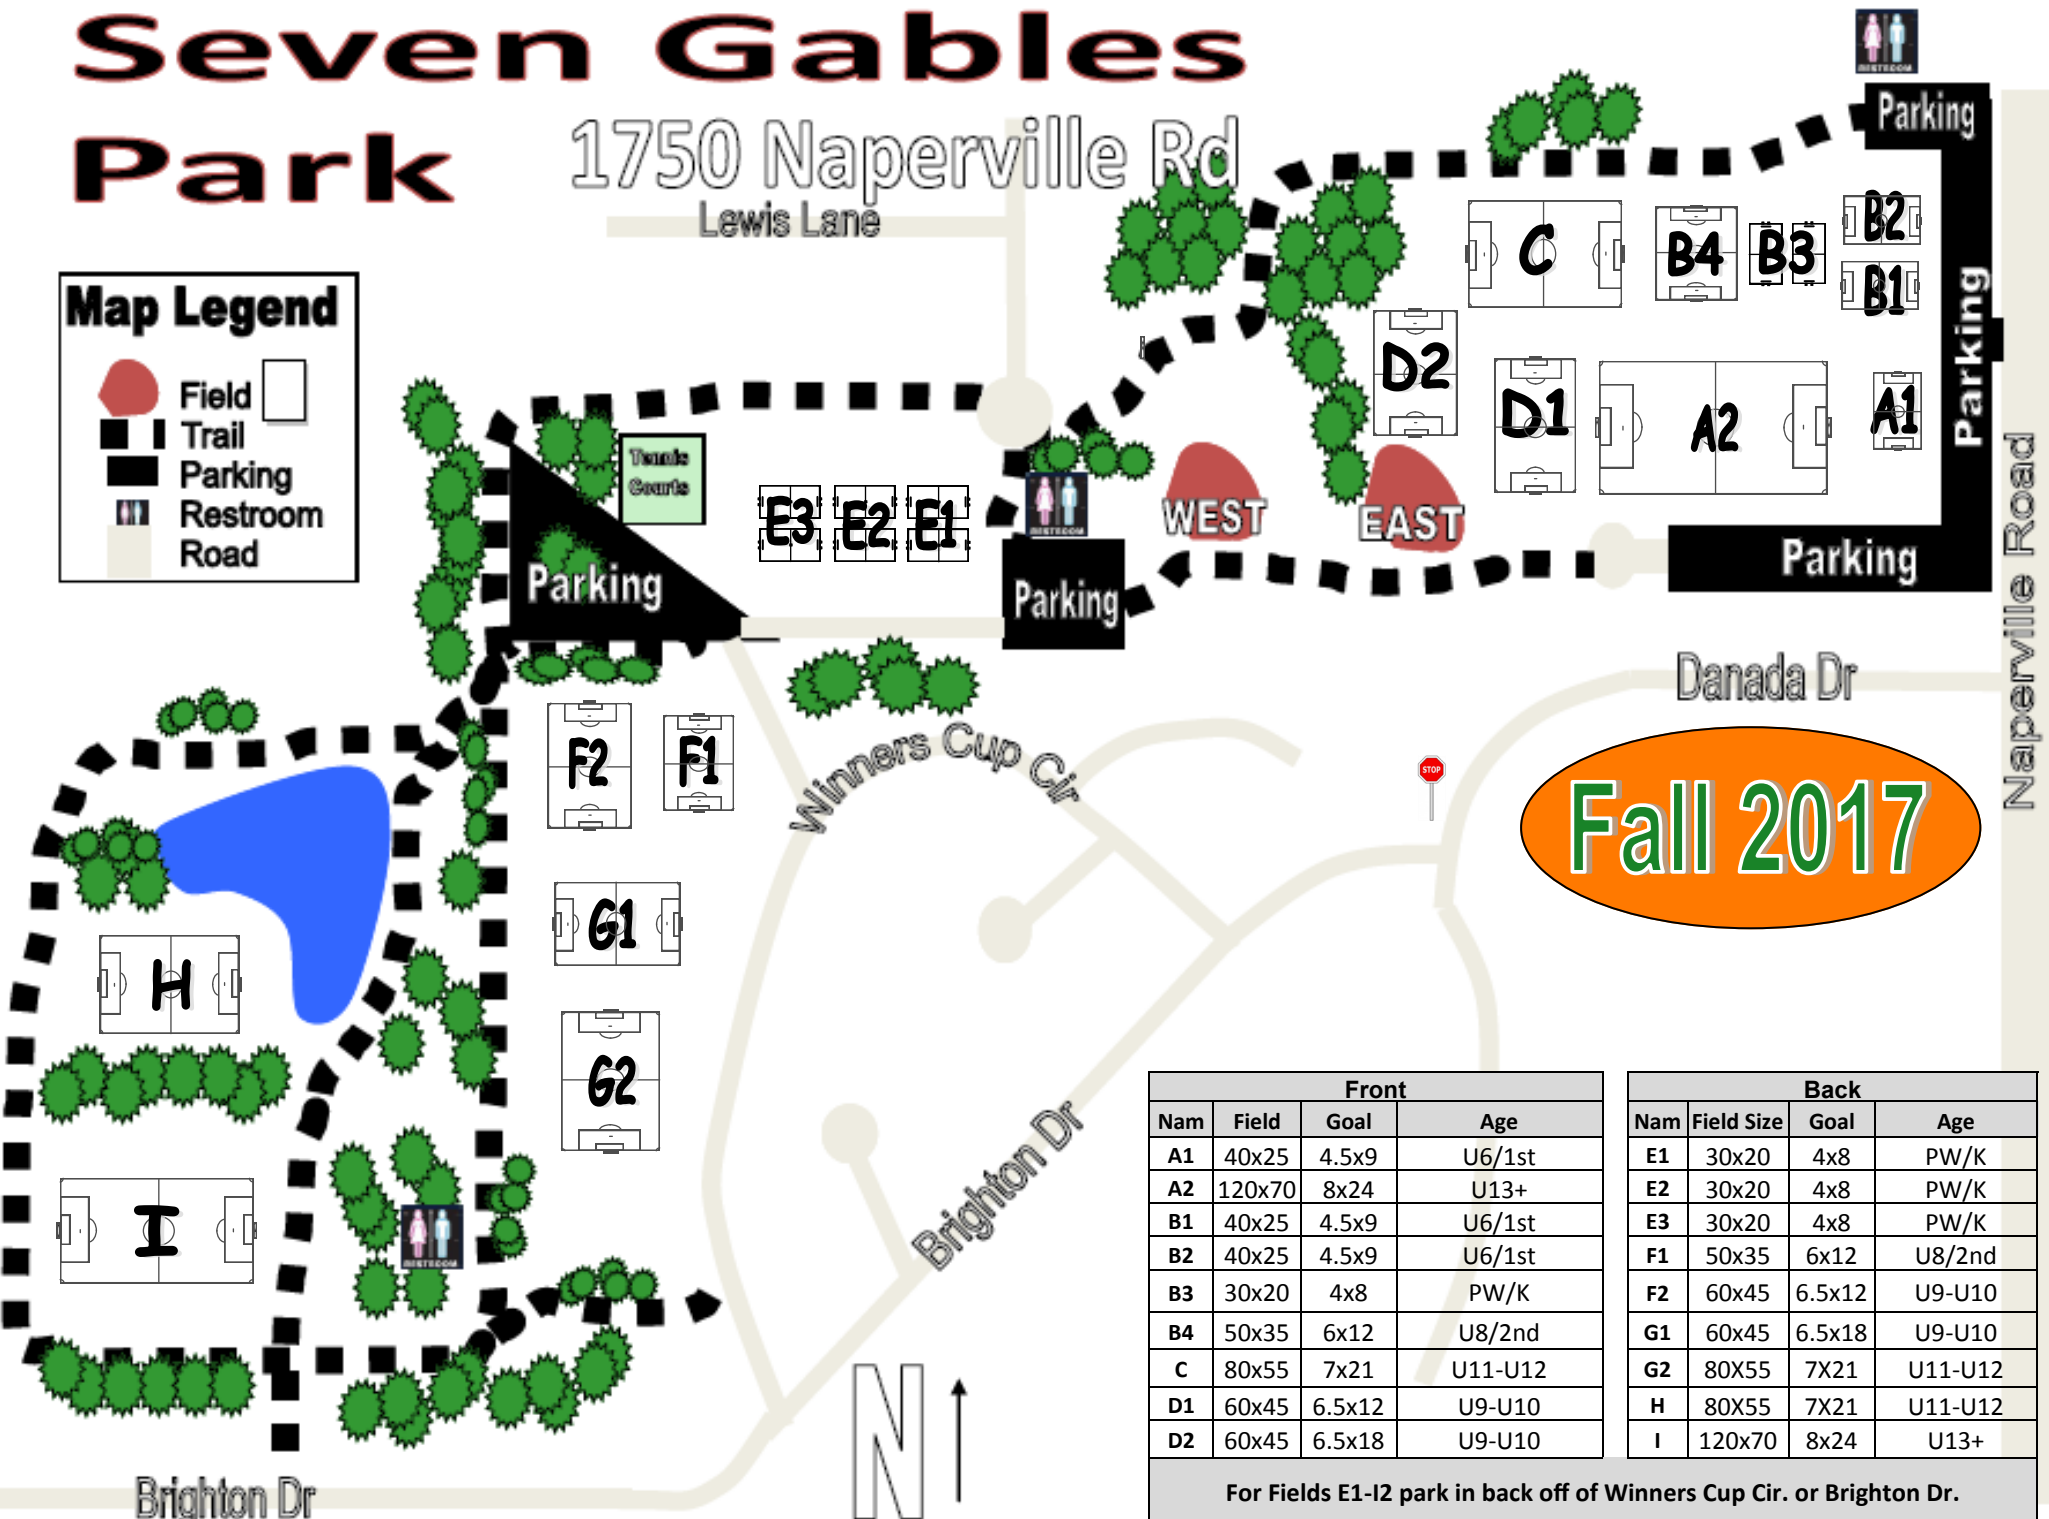 Seven Gables
Park
1750 Naperville Rd
Lewis Lane
RESTROOM
Parking
Map Legend
Field
Trail
Parking
Restroom
Road
C
B4
B3
B2
B1
D2
D1
A2
A1
Parking
Tennis
Courts
E3
E2
E1
RESTROOM
WEST
EAST
Parking
Parking
Parking
Naperville Road
Danada Dr
F2
F1
Winners Cup Cir
STOP
Fall 2017
G1
H
G2
I
RESTROOM
Brighton Dr
N
Brighton Dr
Front
Nam Field Goal Age
A1 40x25 4.5x9 U6/1st
A2 120x70 8x24 U13+
B1 40x25 4.5x9 U6/1st
B2 40x25 4.5x9 U6/1st
B3 30x20 4x8 PW/K
B4 50x35 6x12 U8/2nd
C 80x55 7x21 U11-U12
D1 60x45 6.5x12 U9-U10
D2 60x45 6.5x18 U9-U10
Back
Nam Field Size Goal Age
E1 30x20 4x8 PW/K
E2 30x20 4x8 PW/K
E3 30x20 4x8 PW/K
F1 50x35 6x12 U8/2nd
F2 60x45 6.5x12 U9-U10
G1 60x45 6.5x18 U9-U10
G2 80X55 7X21 U11-U12
H 80X55 7X21 U11-U12
I 120x70 8x24 U13+
For Fields E1-I2 park in back off of Winners Cup Cir. or Brighton Dr.